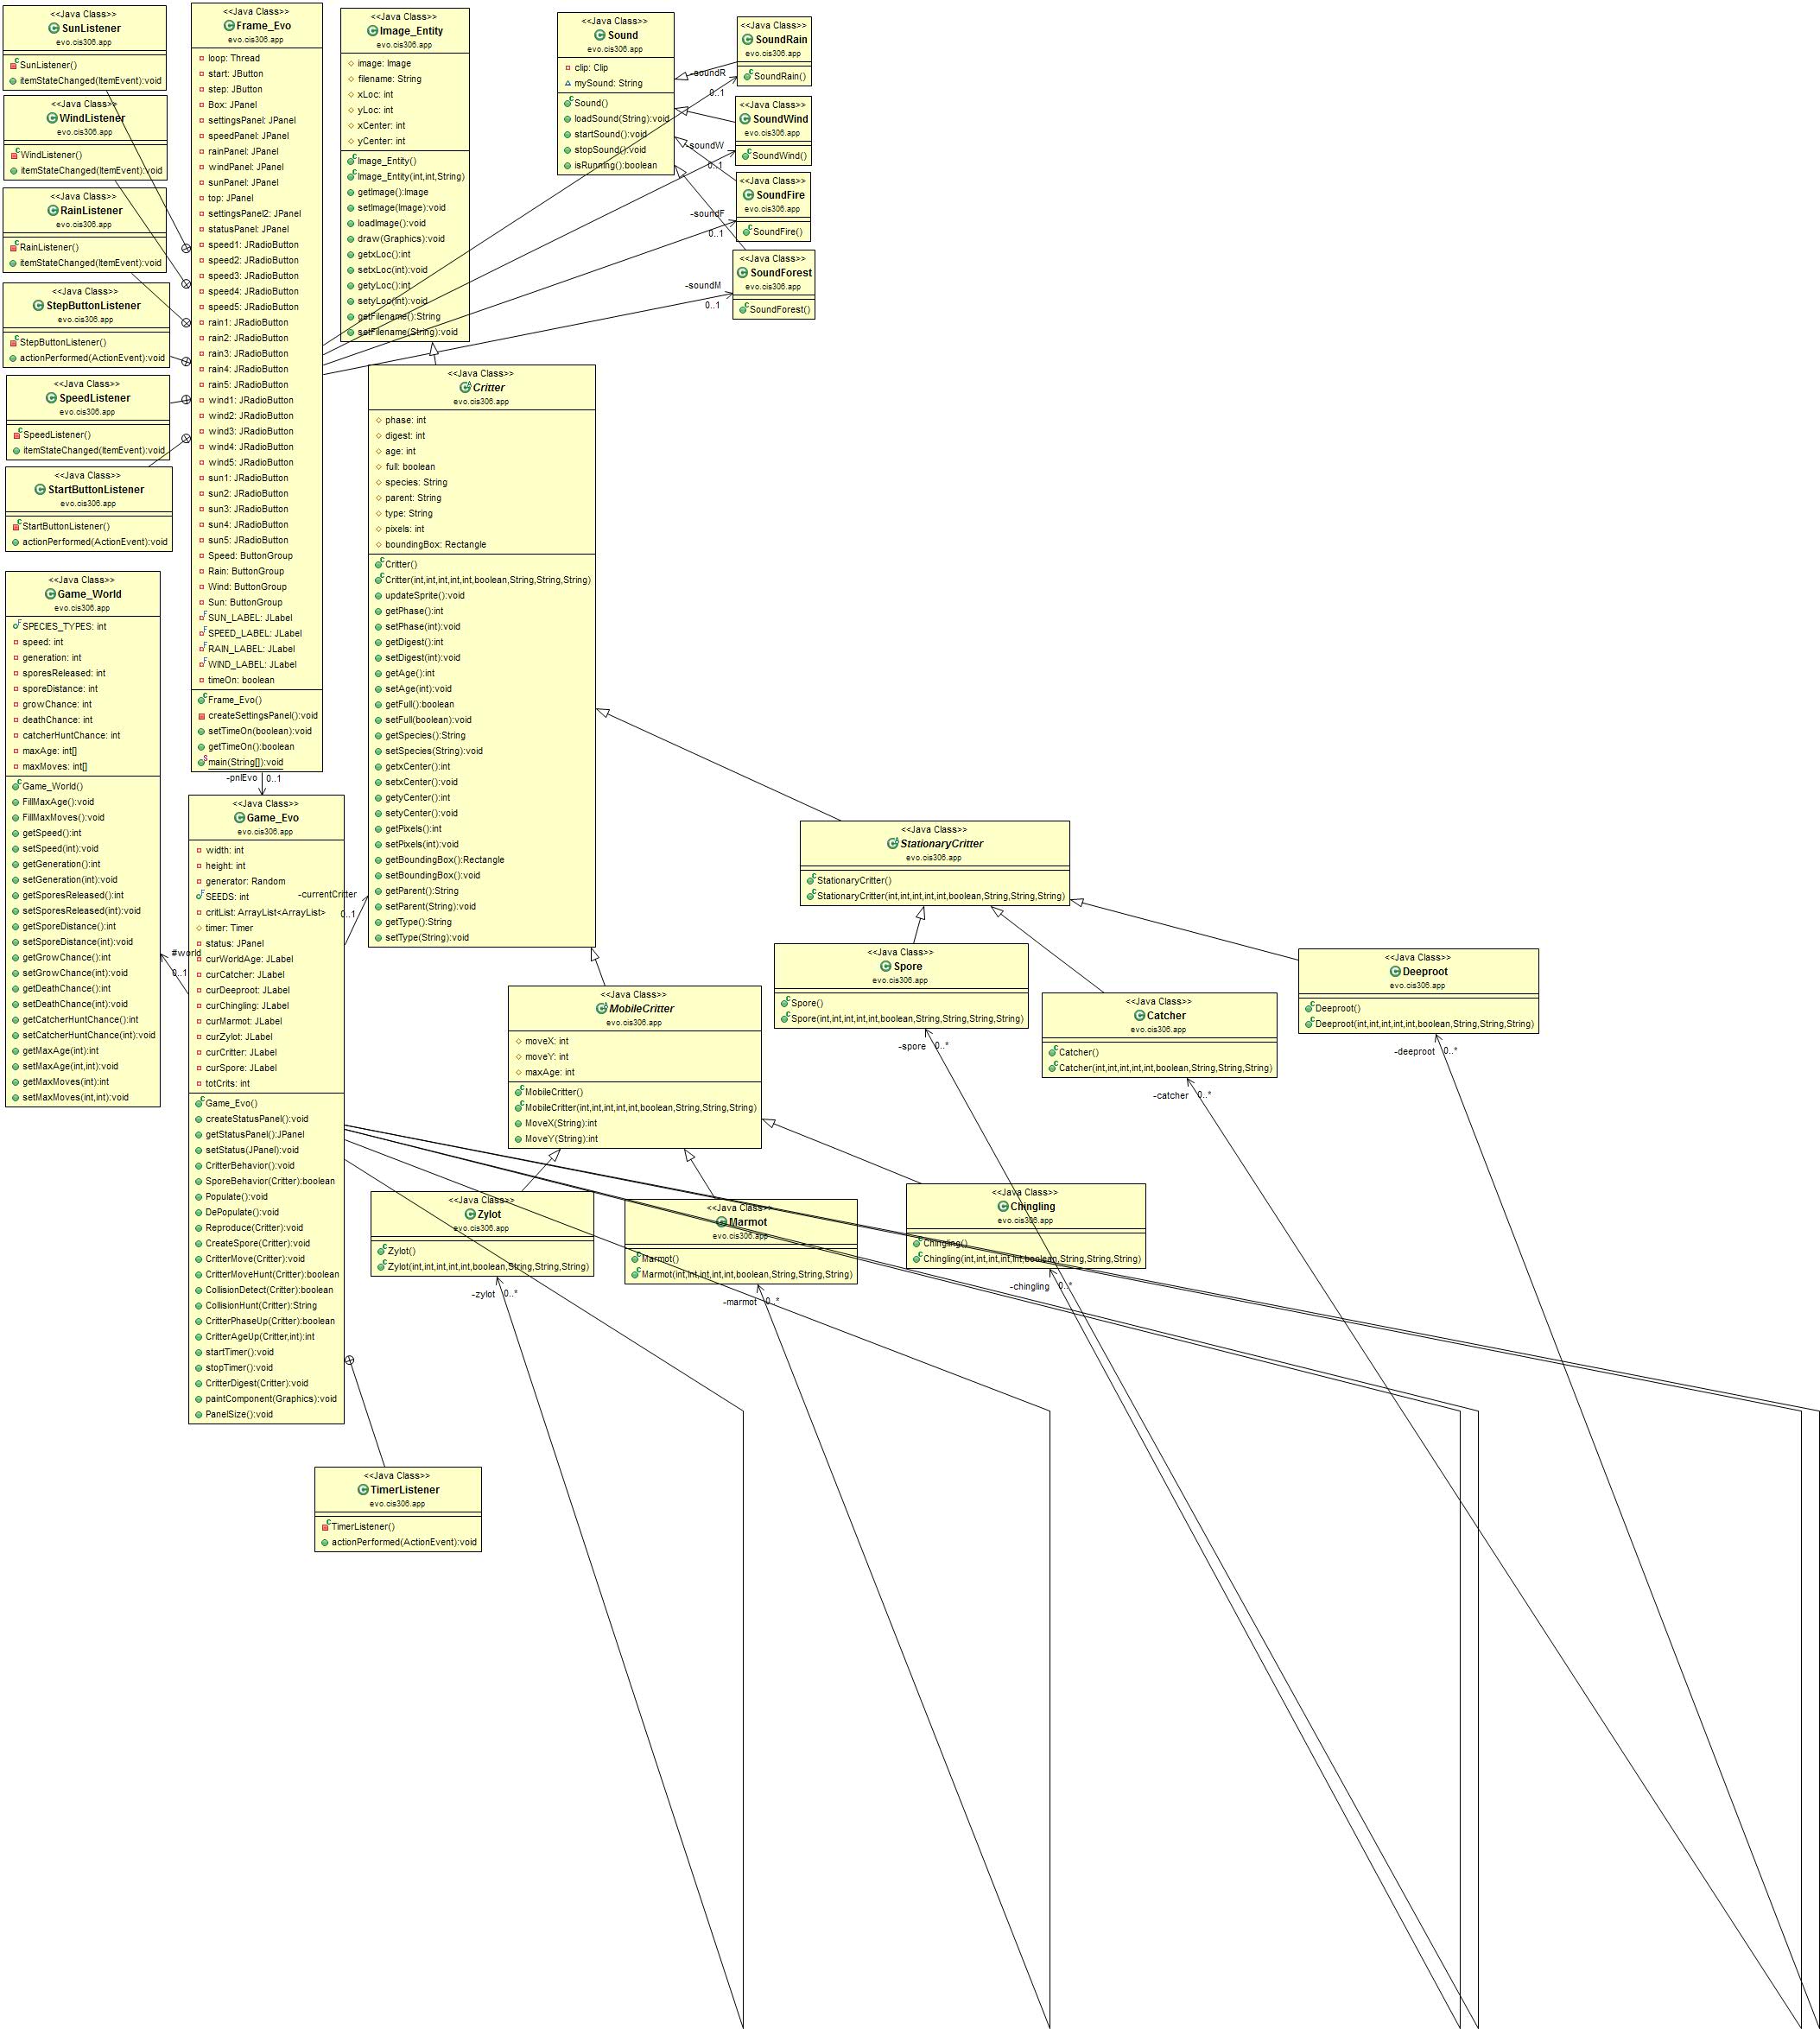 <<Java Class>>
SunListener
evo.cis306.app
SunListener()
itemStateChanged(ItemEvent):void
<<Java Class>>
WindListener
evo.cis306.app
WindListener()
itemStateChanged(ItemEvent):void
<<Java Class>>
RainListener
evo.cis306.app
RainListener()
itemStateChanged(ItemEvent):void
<<Java Class>>
StepButtonListener
evo.cis306.app
StepButtonListener()
actionPerformed(ActionEvent):void
<<Java Class>>
SpeedListener
evo.cis306.app
SpeedListener()
itemStateChanged(ItemEvent):void
<<Java Class>>
StartButtonListener
evo.cis306.app
StartButtonListener()
actionPerformed(ActionEvent):void
<<Java Class>>
Frame_Evo
evo.cis306.app
loop: Thread
start: JButton
step: JButton
Box: JPanel
settingsPanel: JPanel
speedPanel: JPanel
rainPanel: JPanel
windPanel: JPanel
sunPanel: JPanel
top: JPanel
settingsPanel2: JPanel
statusPanel: JPanel
speed1: JRadioButton
speed2: JRadioButton
speed3: JRadioButton
speed4: JRadioButton
speed5: JRadioButton
rain1: JRadioButton
rain2: JRadioButton
rain3: JRadioButton
rain4: JRadioButton
rain5: JRadioButton
wind1: JRadioButton
wind2: JRadioButton
wind3: JRadioButton
wind4: JRadioButton
wind5: JRadioButton
sun1: JRadioButton
sun2: JRadioButton
sun3: JRadioButton
sun4: JRadioButton
sun5: JRadioButton
Speed: ButtonGroup
Rain: ButtonGroup
Wind: ButtonGroup
Sun: ButtonGroup
SUN_LABEL: JLabel
SPEED_LABEL: JLabel
RAIN_LABEL: JLabel
WIND_LABEL: JLabel
timeOn: boolean
Frame_Evo()
createSettingsPanel():void
setTimeOn(boolean):void
getTimeOn():boolean
main(String[]):void
<<Java Class>>
Image_Entity
evo.cis306.app
image: Image
filename: String
xLoc: int
yLoc: int
xCenter: int
yCenter: int
Image_Entity()
Image_Entity(int,int,String)
getImage():Image
setImage(Image):void
loadImage():void
draw(Graphics):void
getxLoc():int
setxLoc(int):void
getyLoc():int
setyLoc(int):void
getFilename():String
setFilename(String):void
<<Java Class>>
Sound
evo.cis306.app
clip: Clip
mySound: String
Sound()
loadSound(String):void
startSound():void
stopSound():void
isRunning():boolean
<<Java Class>>
SoundRain
evo.cis306.app
SoundRain()
-soundR
0..1
<<Java Class>>
SoundWind
evo.cis306.app
SoundWind()
-soundW
0..1
<<Java Class>>
SoundFire
evo.cis306.app
SoundFire()
-soundF
0..1
<<Java Class>>
SoundForest
evo.cis306.app
SoundForest()
-soundM
0..1
<<Java Class>>
Critter
evo.cis306.app
phase: int
digest: int
age: int
full: boolean
species: String
parent: String
type: String
pixels: int
boundingBox: Rectangle
Critter()
Critter(int,int,int,int,int,boolean,String,String,String)
updateSprite():void
getPhase():int
setPhase(int):void
getDigest():int
setDigest(int):void
getAge():int
setAge(int):void
getFull():boolean
setFull(boolean):void
getSpecies():String
setSpecies(String):void
getxCenter():int
setxCenter():void
getyCenter():int
setyCenter():void
getPixels():int
setPixels(int):void
getBoundingBox():Rectangle
setBoundingBox():void
getParent():String
setParent(String):void
getType():String
setType(String):void
<<Java Class>>
Game_World
evo.cis306.app
SPECIES_TYPES: int
speed: int
generation: int
sporesReleased: int
sporeDistance: int
growChance: int
deathChance: int
catcherHuntChance: int
maxAge: int[]
maxMoves: int[]
Game_World()
FillMaxAge():void
FillMaxMoves():void
getSpeed():int
setSpeed(int):void
getGeneration():int
setGeneration(int):void
getSporesReleased():int
setSporesReleased(int):void
getSporeDistance():int
setSporeDistance(int):void
getGrowChance():int
setGrowChance(int):void
getDeathChance():int
setDeathChance(int):void
getCatcherHuntChance():int
setCatcherHuntChance(int):void
getMaxAge(int):int
setMaxAge(int,int):void
getMaxMoves(int):int
setMaxMoves(int,int):void
-pnlEvo 0..1
#world
0..1
-currentCritter
0..1
<<Java Class>>
Game_Evo
evo.cis306.app
width: int
height: int
generator: Random
SEEDS: int
critList: ArrayList<ArrayList>
timer: Timer
status: JPanel
curWorldAge: JLabel
curCatcher: JLabel
curDeeproot: JLabel
curChingling: JLabel
curMarmot: JLabel
curZylot: JLabel
curCritter: JLabel
curSpore: JLabel
totCrits: int
Game_Evo()
createStatusPanel():void
getStatusPanel():JPanel
setStatus(JPanel):void
CritterBehavior():void
SporeBehavior(Critter):boolean
Populate():void
DePopulate():void
Reproduce(Critter):void
CreateSpore(Critter):void
CritterMove(Critter):void
CritterMoveHunt(Critter):boolean
CollisionDetect(Critter):boolean
CollisionHunt(Critter):String
CritterPhaseUp(Critter):boolean
CritterAgeUp(Critter,int):int
startTimer():void
stopTimer():void
CritterDigest(Critter):void
paintComponent(Graphics):void
PanelSize():void
<<Java Class>>
StationaryCritter
evo.cis306.app
StationaryCritter()
StationaryCritter(int,int,int,int,int,boolean,String,String,String)
<<Java Class>>
Spore
evo.cis306.app
Spore()
Spore(int,int,int,int,int,boolean,String,String,String,String)
-spore 0..*
<<Java Class>>
Catcher
evo.cis306.app
Catcher()
Catcher(int,int,int,int,int,boolean,String,String,String)
-catcher 0..*
<<Java Class>>
Deeproot
evo.cis306.app
Deeproot()
Deeproot(int,int,int,int,int,boolean,String,String,String)
-deeproot 0..*
<<Java Class>>
MobileCritter
evo.cis306.app
moveX: int
moveY: int
maxAge: int
MobileCritter()
MobileCritter(int,int,int,int,int,boolean,String,String,String)
MoveX(String):int
MoveY(String):int
<<Java Class>>
Zylot
evo.cis306.app
Zylot()
Zylot(int,int,int,int,int,boolean,String,String,String)
-zylot 0..*
<<Java Class>>
Marmot
evo.cis306.app
Marmot()
Marmot(int,int,int,int,int,boolean,String,String,String)
-marmot 0..*
<<Java Class>>
Chingling
evo.cis306.app
Chingling()
Chingling(int,int,int,int,int,boolean,String,String,String)
-chingling 0..*
<<Java Class>>
TimerListener
evo.cis306.app
TimerListener()
actionPerformed(ActionEvent):void